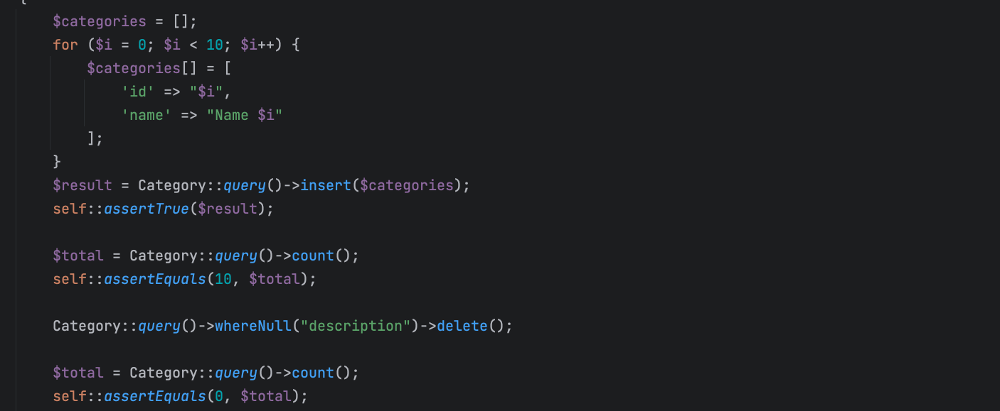 {
$categories = [];
for ($i = 0; $i < 10; $i++) {
$categories[] = [
'id' => "$i",
'name' => "Name $i"
];
}
$result = Category::query()->insert($categories);
self::assertTrue($result);
$total = Category::query()->count();
self::assertEquals(10, $total);
Category::query()->whereNull("description")->delete();
$total = Category::query()->count();
self::assertEquals(0, $total);